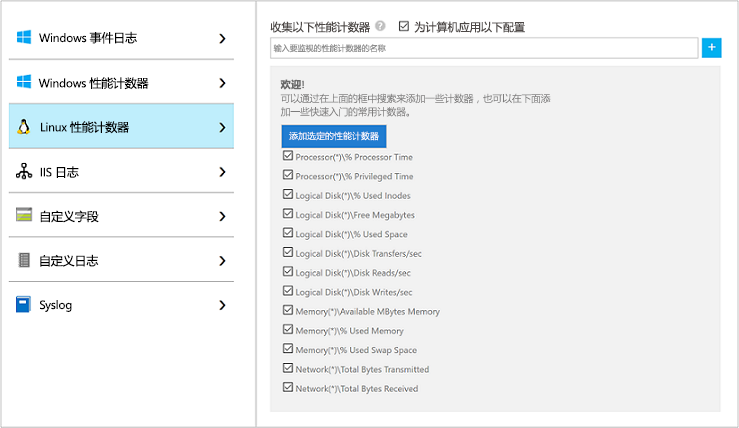 Windows 事件日志
Windows 性能计数器
Linux 性能计数器
IIS 日志
自定义字段
自定义日志
Syslog
收集以下性能计数器 ? 为计算机应用以下配置
输入要监视的性能计数器的名称
+
欢迎!
可以通过在上面的框中搜索来添加一些计数器，也可以在下面添
加一些快速入门的常用计数器。
添加选定的性能计数器
Processor(*)\% Processor Time
Processor(*)\% Privileged Time
Logical Disk(*)\% Used Inodes
Logical Disk(*)\Free Megabytes
Logical Disk(*)\% Used Space
Logical Disk(*)\Disk Transfers/sec
Logical Disk(*)\Disk Reads/sec
Logical Disk(*)\Disk Writes/sec
Memory(*)\Available MBytes Memory
Memory(*)\% Used Memory
Memory(*)\% Used Swap Space
Network(*)\Total Bytes Transmitted
Network(*)\Total Bytes Received